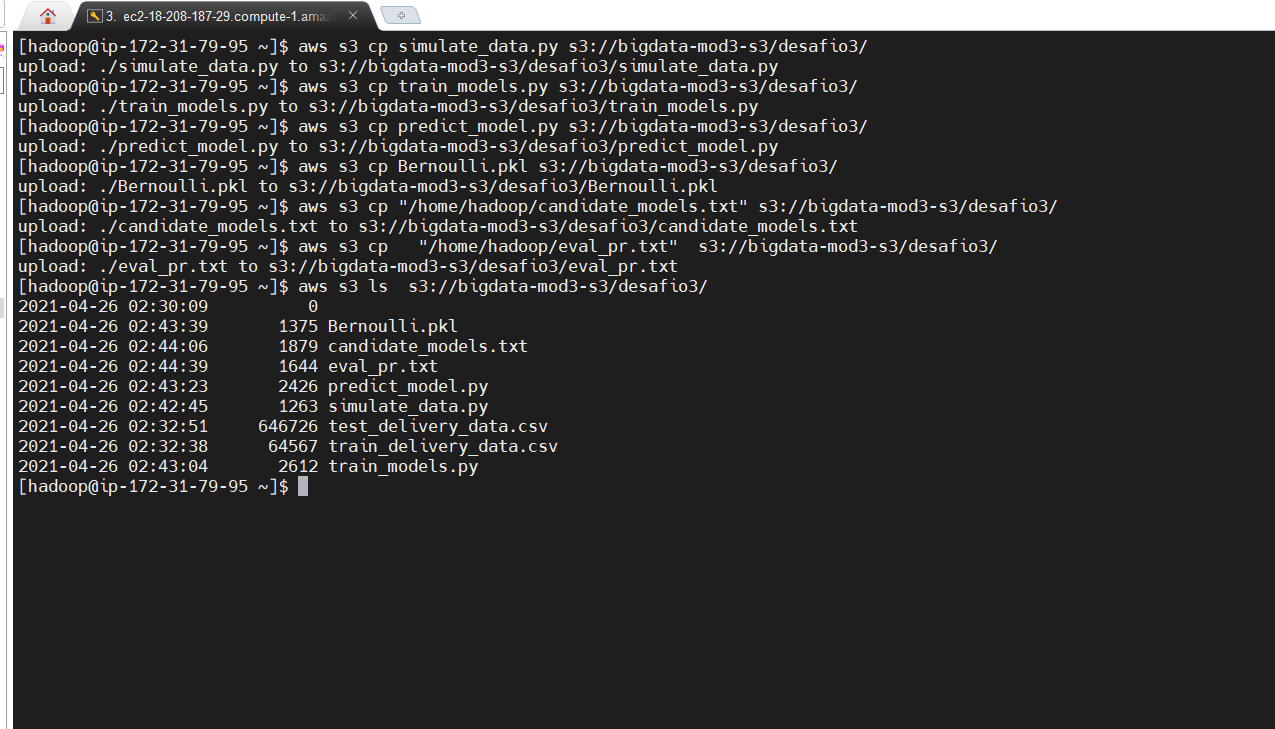 3. ec2-18-208-187-29.compute-1.ama
[hadoop@ip-172-31-79-95 ~]$ aws s3 cp simulate_data.py s3://bigdata-mod3-s3/desafio3/
upload: ./simulate_data.py to s3://bigdata-mod3-s3/desafio3/simulate_data.py
[hadoop@ip-172-31-79-95 ~]$ aws s3 cp train_models.py s3://bigdata-mod3-s3/desafio3/
upload: ./train_models.py to s3://bigdata-mod3-s3/desafio3/train_models.py
[hadoop@ip-172-31-79-95 ~]$ aws s3 cp predict_model.py s3://bigdata-mod3-s3/desafio3/
upload: ./predict_model.py to s3://bigdata-mod3-s3/desafio3/predict_model.py
[hadoop@ip-172-31-79-95 ~]$ aws s3 cp Bernoulli.pkl s3://bigdata-mod3-s3/desafio3/
upload: ./Bernoulli.pkl to s3://bigdata-mod3-s3/desafio3/Bernoulli.pkl
[hadoop@ip-172-31-79-95 ~]$ aws s3 cp "/home/hadoop/candidate_models.txt" s3://bigdata-mod3-s3/desafio3/
upload: ./candidate_models.txt to s3://bigdata-mod3-s3/desafio3/candidate_models.txt
[hadoop@ip-172-31-79-95 ~]$ aws s3 cp   "/home/hadoop/eval_pr.txt"  s3://bigdata-mod3-s3/desafio3/
upload: ./eval_pr.txt to s3://bigdata-mod3-s3/desafio3/eval_pr.txt
[hadoop@ip-172-31-79-95 ~]$ aws s3 ls  s3://bigdata-mod3-s3/desafio3/
2021-04-26 02:30:09          0
2021-04-26 02:43:39       1375 Bernoulli.pkl
2021-04-26 02:44:06       1879 candidate_models.txt
2021-04-26 02:44:39       1644 eval_pr.txt
2021-04-26 02:43:23       2426 predict_model.py
2021-04-26 02:42:45       1263 simulate_data.py
2021-04-26 02:32:51     646726 test_delivery_data.csv
2021-04-26 02:32:38      64567 train_delivery_data.csv
2021-04-26 02:43:04       2612 train_models.py
[hadoop@ip-172-31-79-95 ~]$